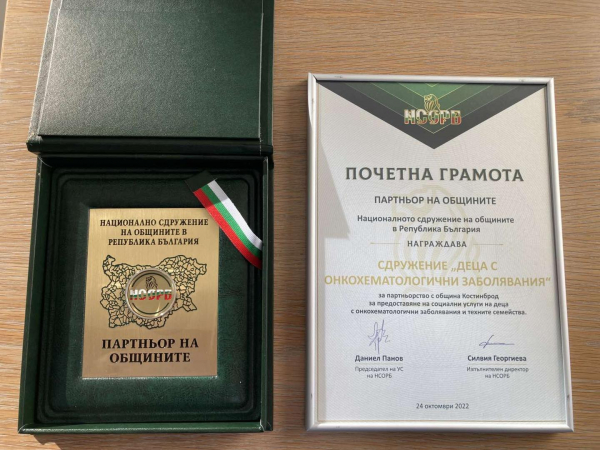 НАЦИОНАЛНО СДРУЖЕНИЕ
НА ОБЩИНИТЕ В
РЕПУБЛИКА БЪЛГАРИЯ
НСОРБ
ПАРТНЬОР НА
ОБЩИНИТЕ
НСОРБ
ПОЧЕТНА ГРАМОТА
ПАРТНЬОР НА ОБЩИНИТЕ
Националното сдружение на общините
в Република България
НАГРАЖДАВА
СДРУЖЕНИЕ „ДЕЦА С
ОНКОХЕМАТОЛОГИЧНИ ЗАБОЛЯВАНИЯ“
за партньорство с община Костинброд
за предоставяне на социални услуги на деца
с онкохематологични заболявания и техните семейства.
Даниел Панов
Председател на УС
на НСОРБ
Силвия Георгиева
Изпълнителен директор
на НСОРБ
24 октомври 2022